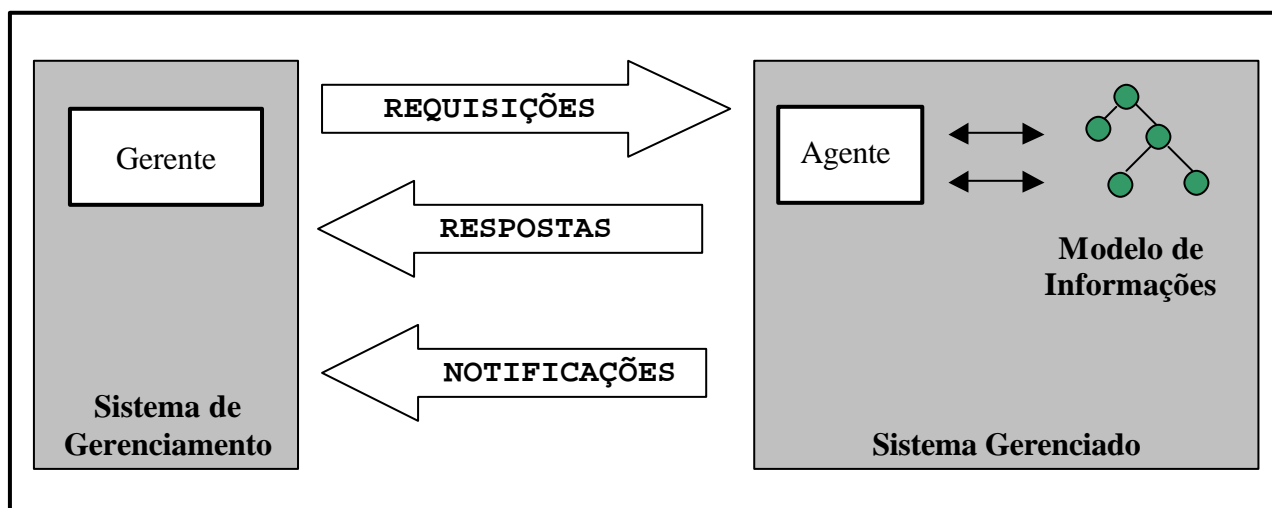 Gerente
Sistema de
Gerenciamento
REQUISIÇÕES
RESPOSTAS
NOTIFICAÇÕES
Agente
Modelo de
Informações
Sistema Gerenciado